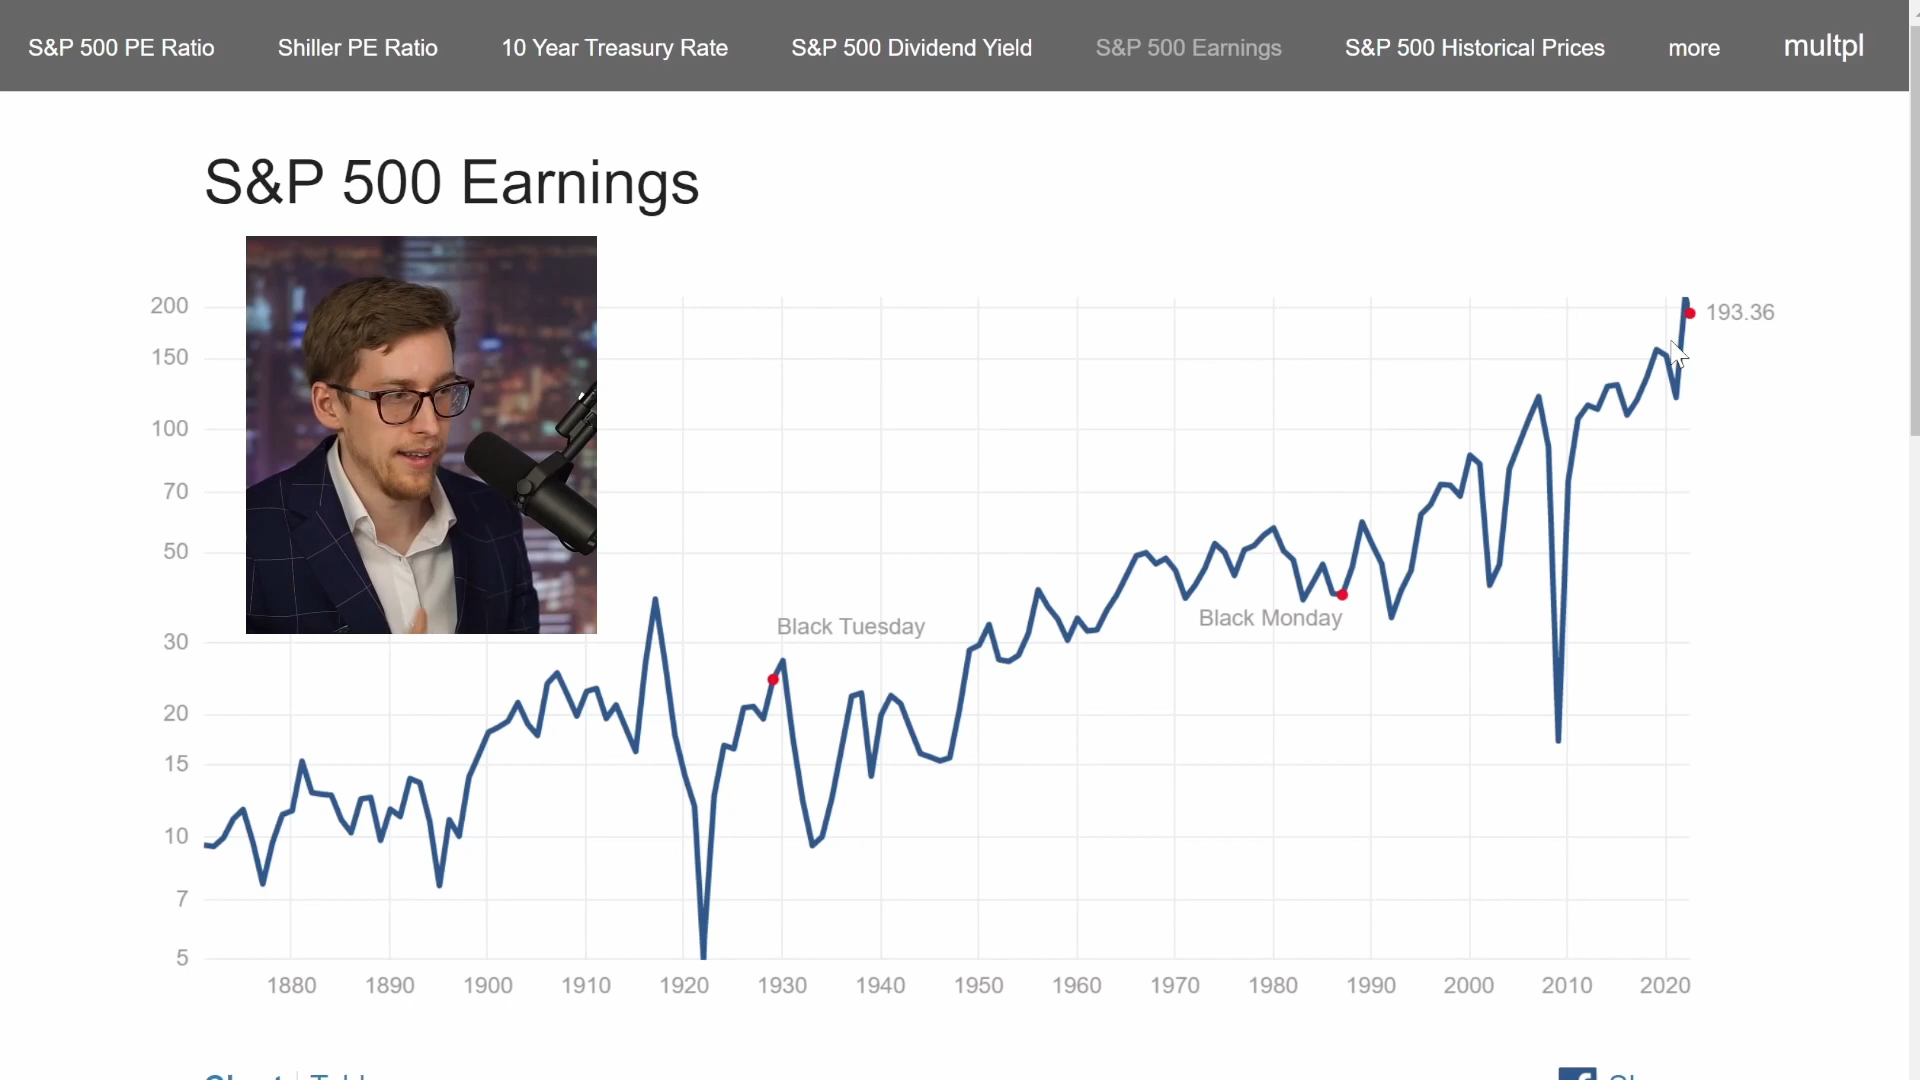 S&P 500 PE Ratio Shiller PE Ratio 10 Year Treasury Rate S&P 500 Dividend Yield S&P 500 Earnings S&P 500 Historical Prices more multpl
S&P 500 Earnings
200
150
100
70
50
30
20
15
10
7
5
193.36
Black Tuesday
Black Monday
1880 1890 1900 1910 1920 1930 1940 1950 1960 1970 1980 1990 2000 2010 2020